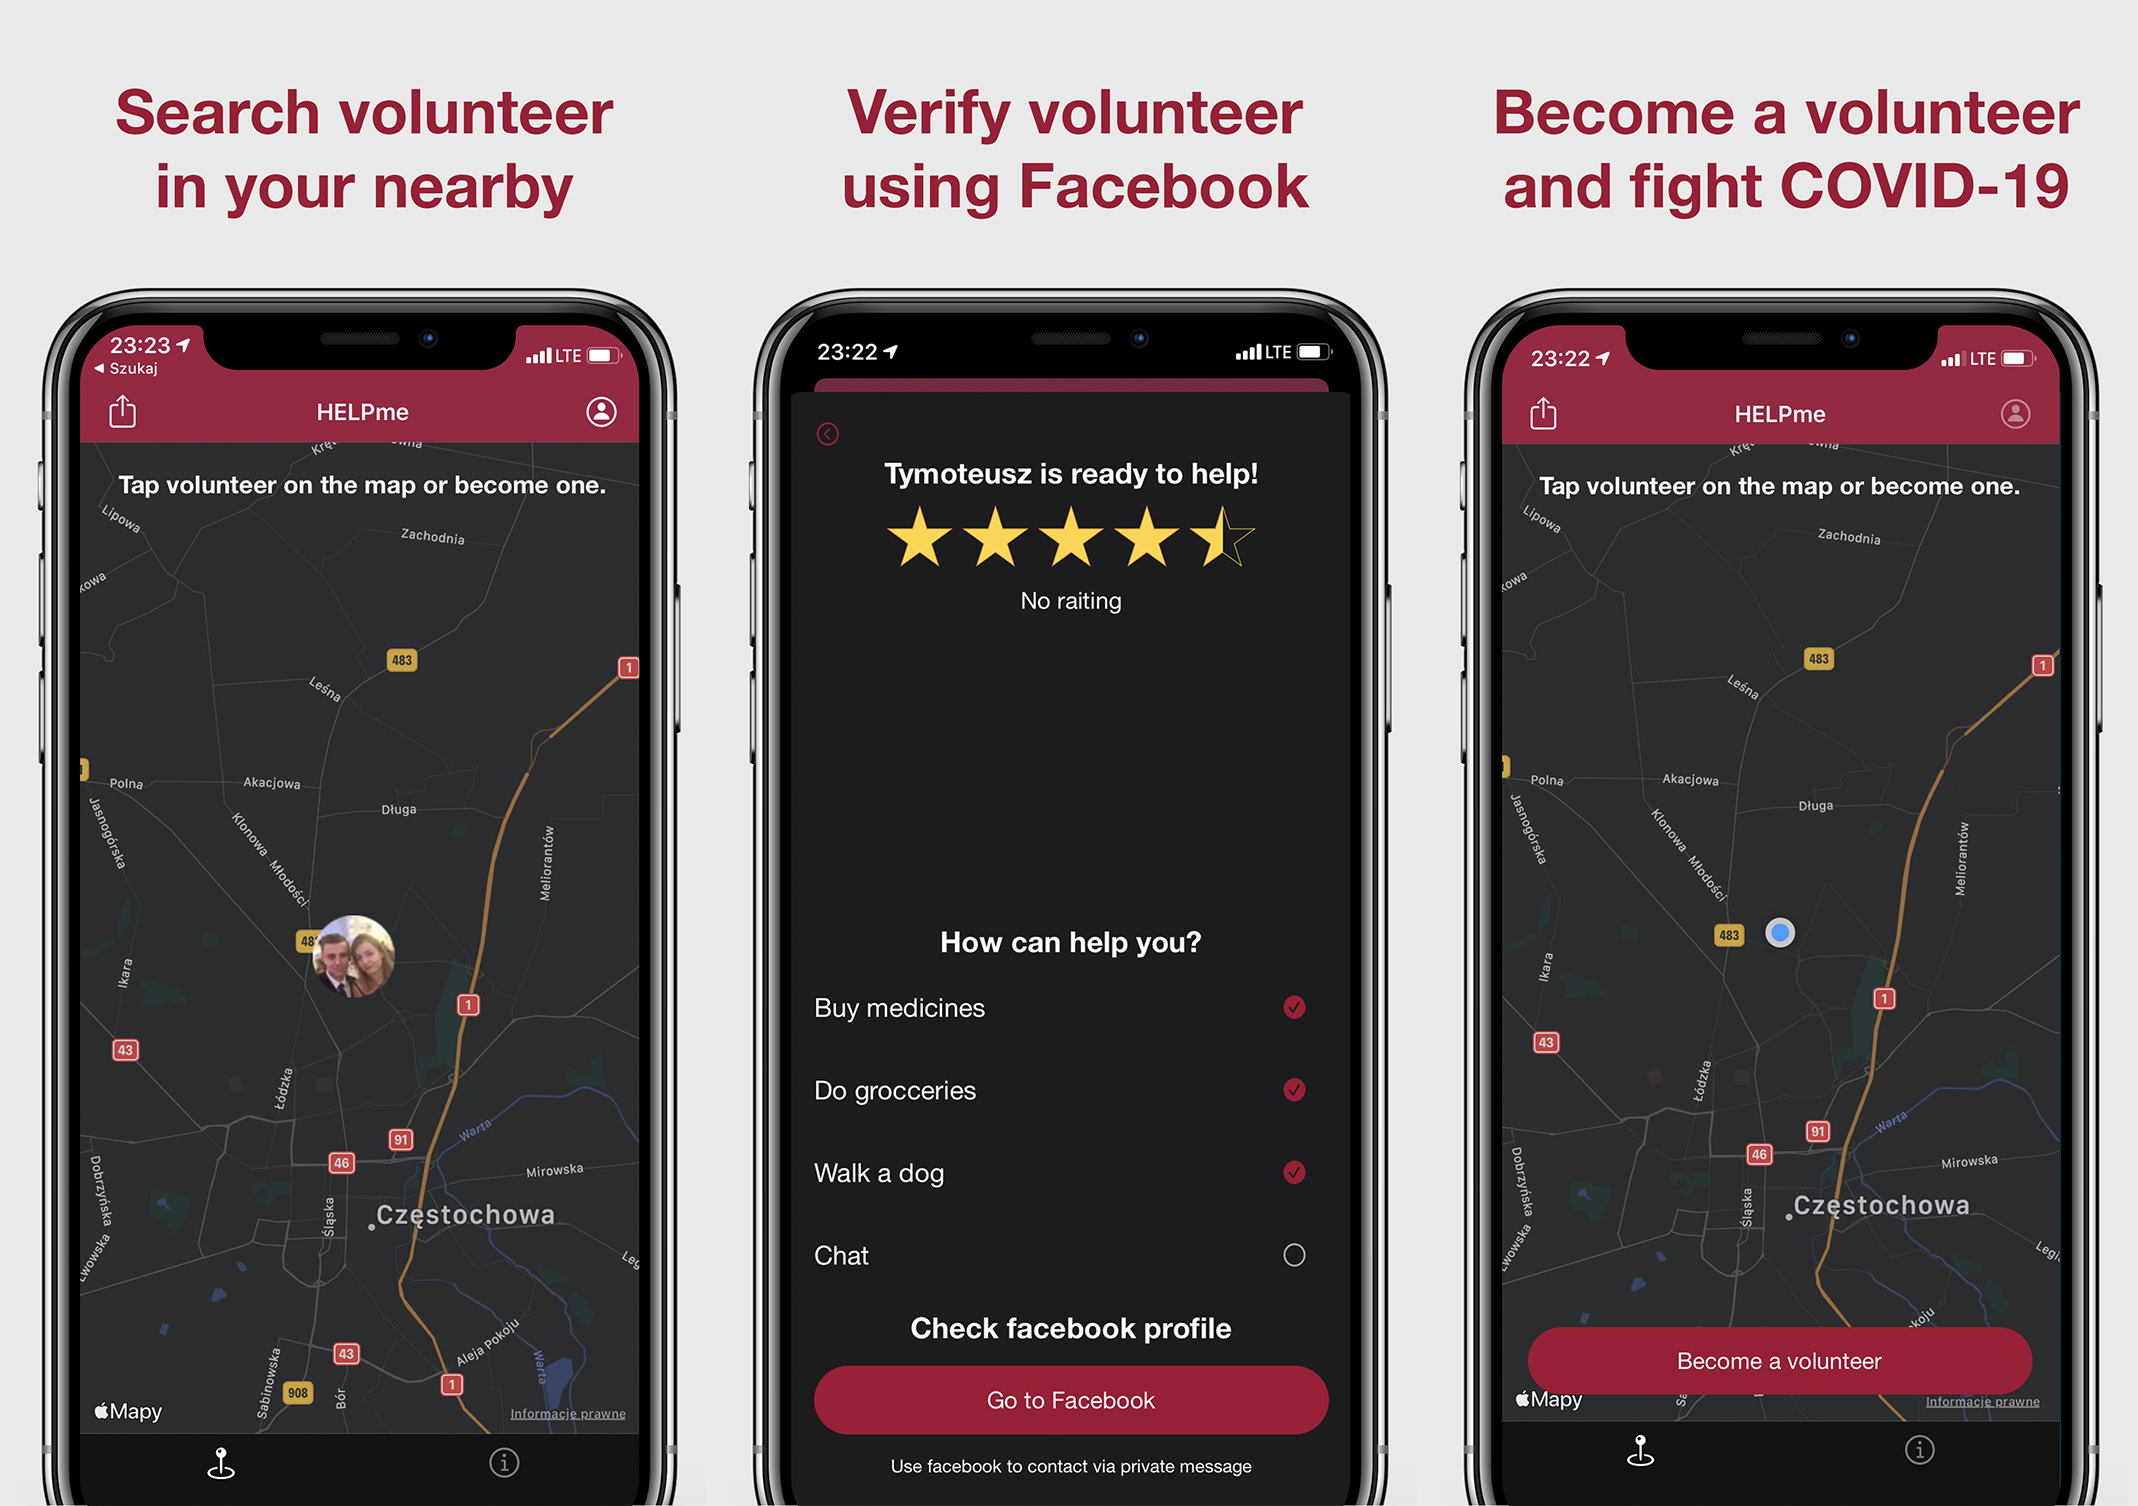 Search volunteer
in your nearby
23:23
LTE
◀ Szukaj
HELPme
Tap volunteer on the map or become one.
Lipowa
Zachodnia
483
1
Leśna
Polna
Akacjowa
Długa
Jasnogórska
Klonowa
Młodości
Meliorantów
Ikara
1
43
Łódzka
91
46
Warta
Mirowska
Dobrzyńska
Śląska
Częstochowa
Lwowska
43
Aleja Pokoju
Warta
Sabinowska
908
Bór
1
Mapy
Informacje prawne
Verify volunteer
using Facebook
23:22
LTE
Tymoteusz is ready to help!
No raiting
How can help you?
Buy medicines
Do grocceries
Walk a dog
Chat
Check facebook profile
Go to Facebook
Use facebook to contact via private message
Become a volunteer
and fight COVID-19
23:22
LTE
HELPme
Tap volunteer on the map or become one.
Lipowa
Zachodnia
483
1
Leśna
Polna
Akacjowa
Długa
Jasnogórska
Klonowa
Młodości
Meliorantów
483
Ikara
1
43
Łódzka
91
46
Warta
Mirowska
Dobrzyńska
Śląska
Częstochowa
Lwowska
Become a volunteer
Mapy
Informacje prawne